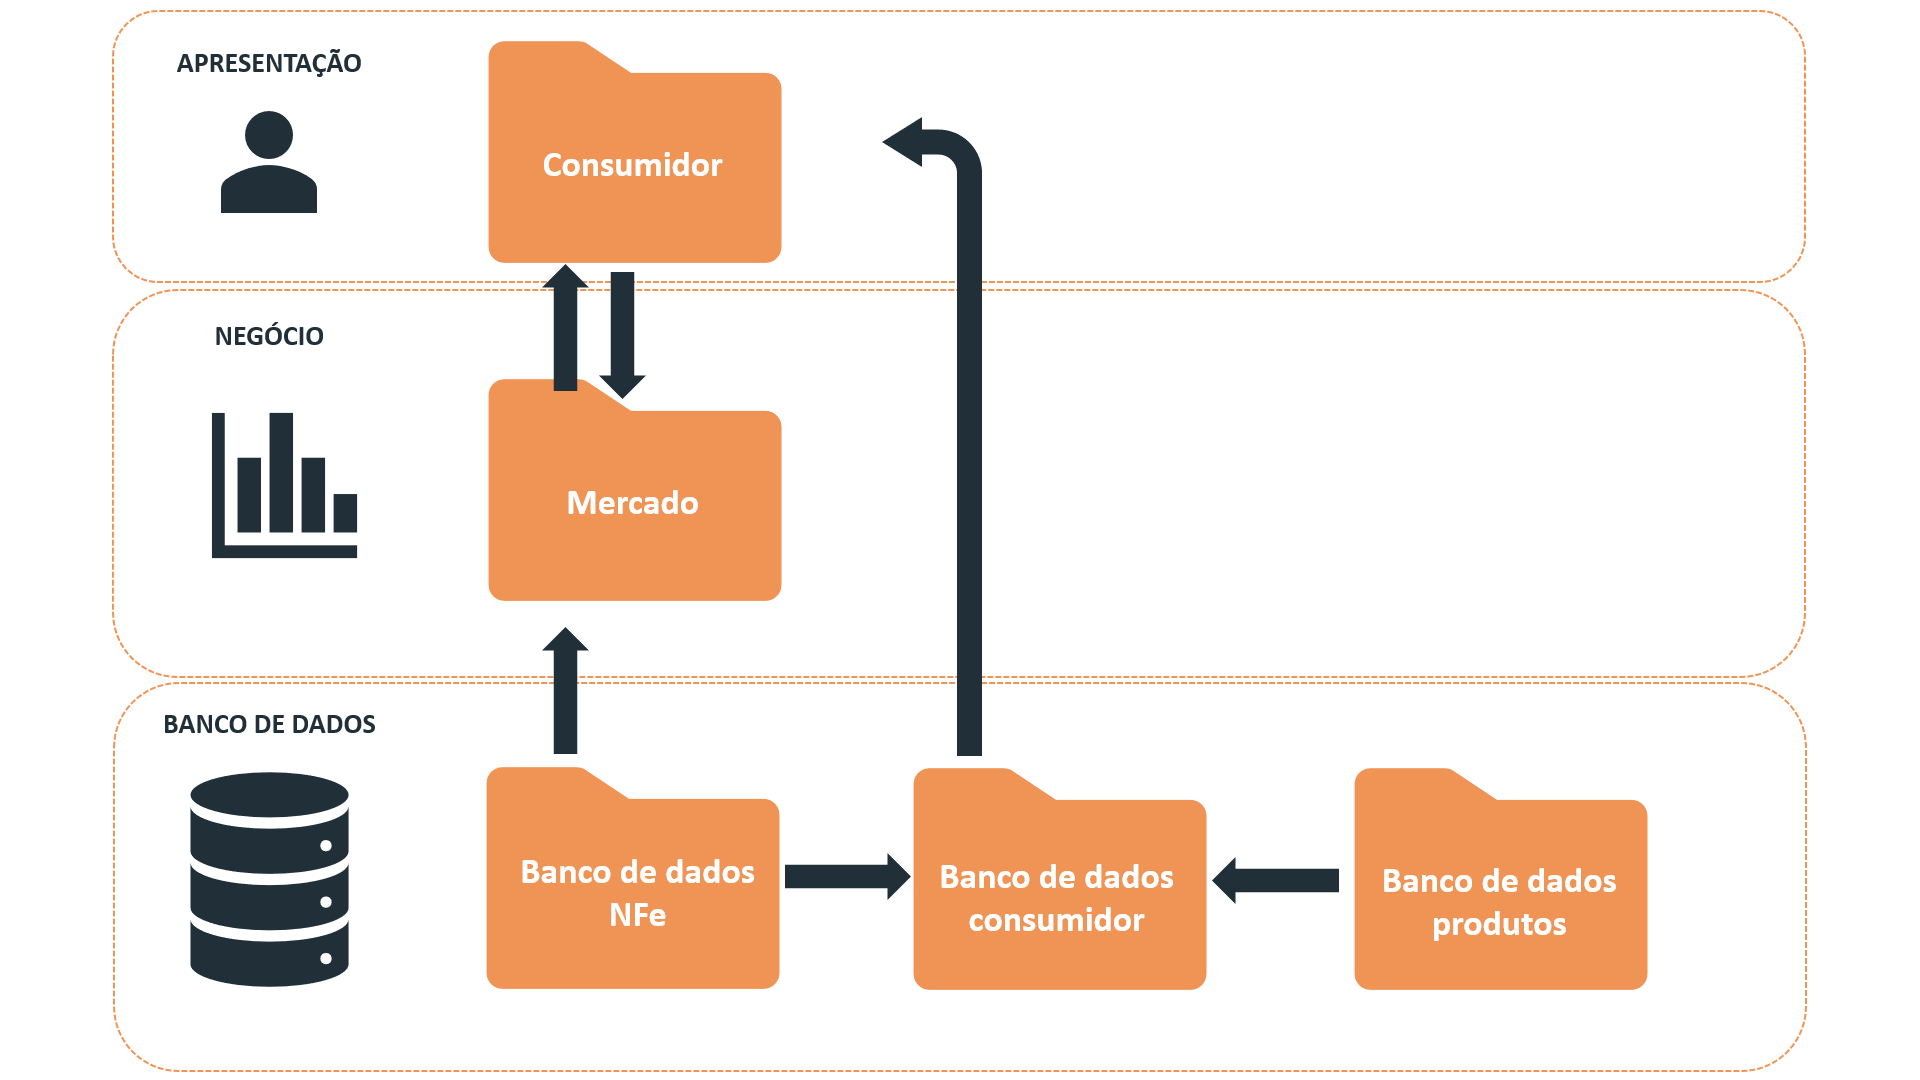 APRESENTAÇÃO
Consumidor
NEGÓCIO
Mercado
BANCO DE DADOS
Banco de dados
NFe
Banco de dados
consumidor
Banco de dados
produtos